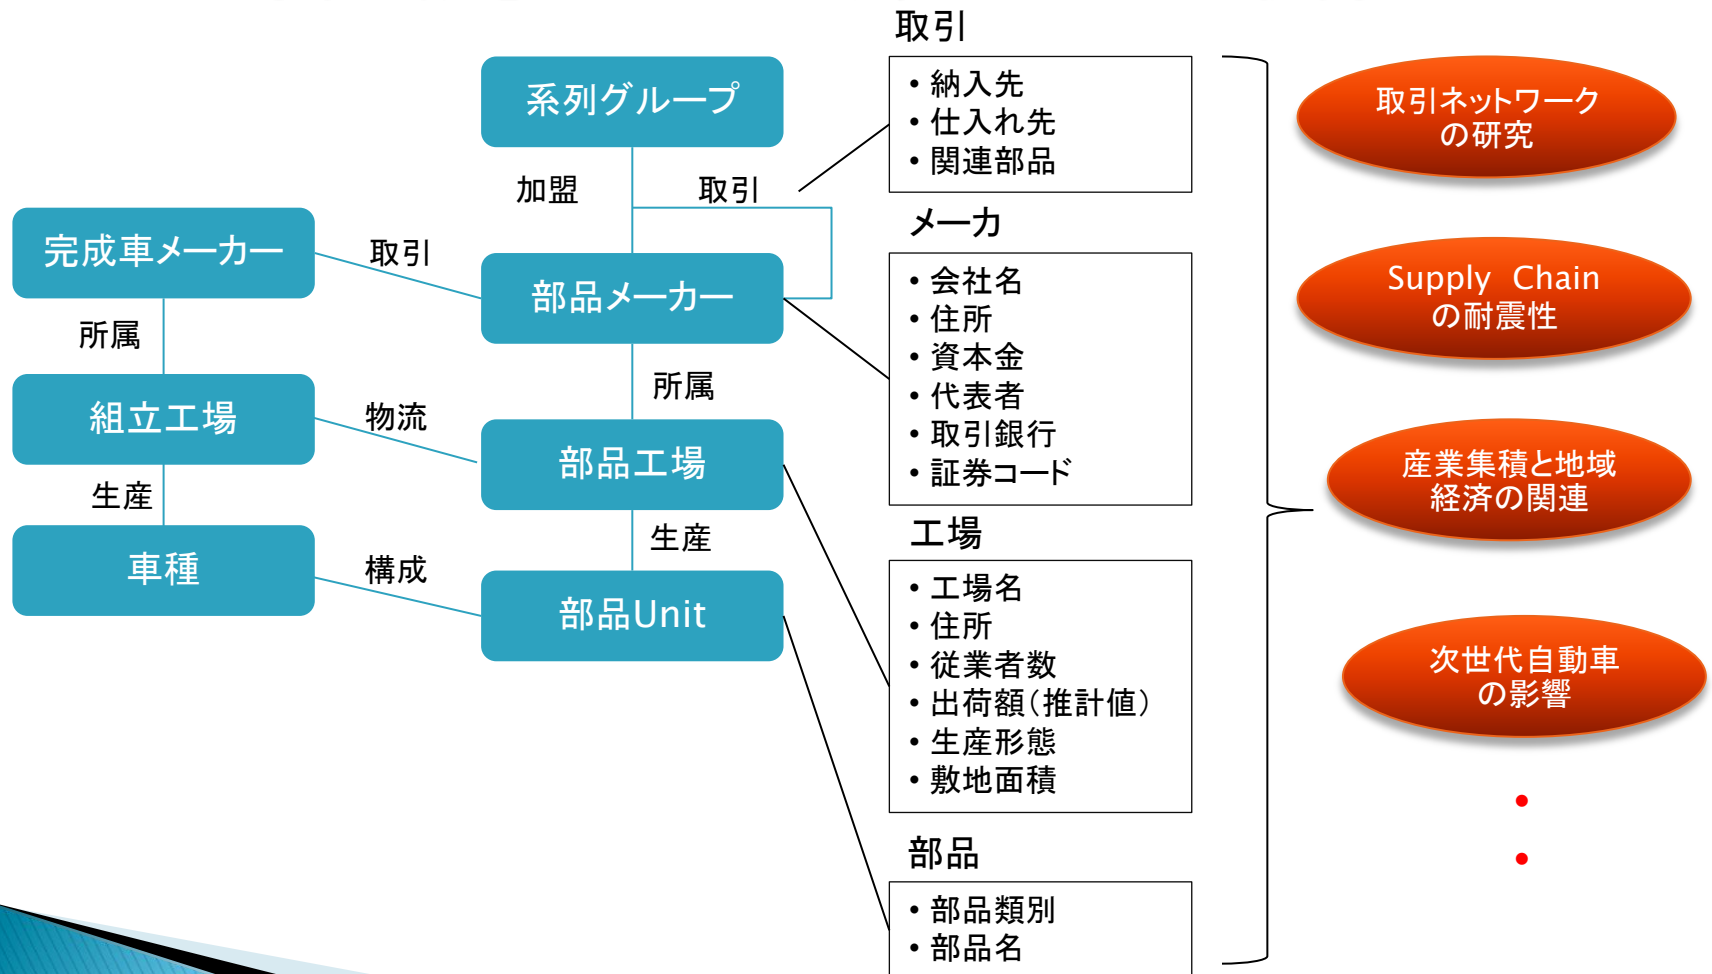 系列グループ
加盟
取引
完成車メーカー
取引
部品メーカー
所属
所属
組立工場
物流
部品工場
生産
生産
車種
構成
部品Unit
取引
・納入先
・仕入れ先
・関連部品
メーカ
・会社名
・住所
・資本金
・代表者
・取引銀行
・証券コード
工場
・工場名
・住所
・従業者数
・出荷額(推計値)
・生産形態
・敷地面積
部品
・部品類別
・部品名
取引ネットワーク
の研究
Supply Chain
の耐震性
産業集積と地域
経済の関連
次世代自動車
の影響
・
・